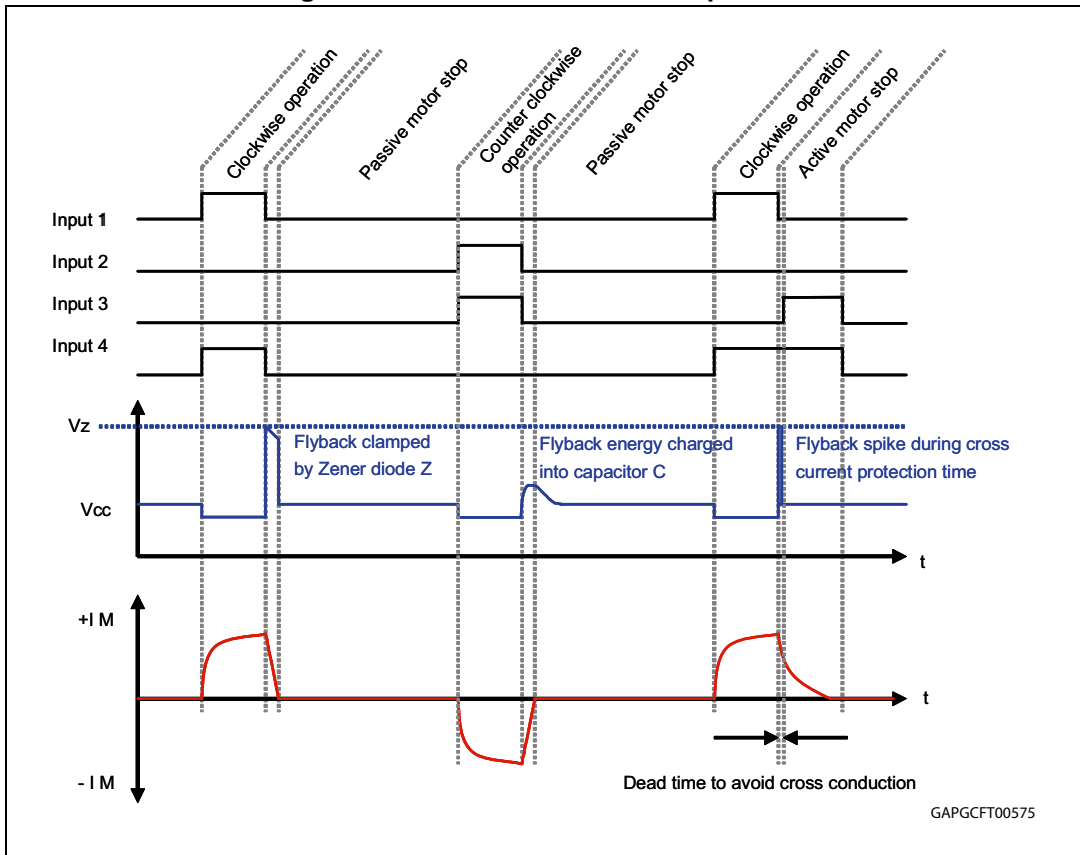 Clockwise operation
Passive motor stop
Counter clockwise
operation
Passive motor stop
Clockwise operation
Active motor stop
Input 1
Input 2
Input 3
Input 4
Vz
Flyback clamped
by Zener diode Z
Flyback energy charged
into capacitor C
Flyback spike during cross
current protection time
Vcc
t
+I M
t
- I M
Dead time to avoid cross conduction
GAPGCFT00575